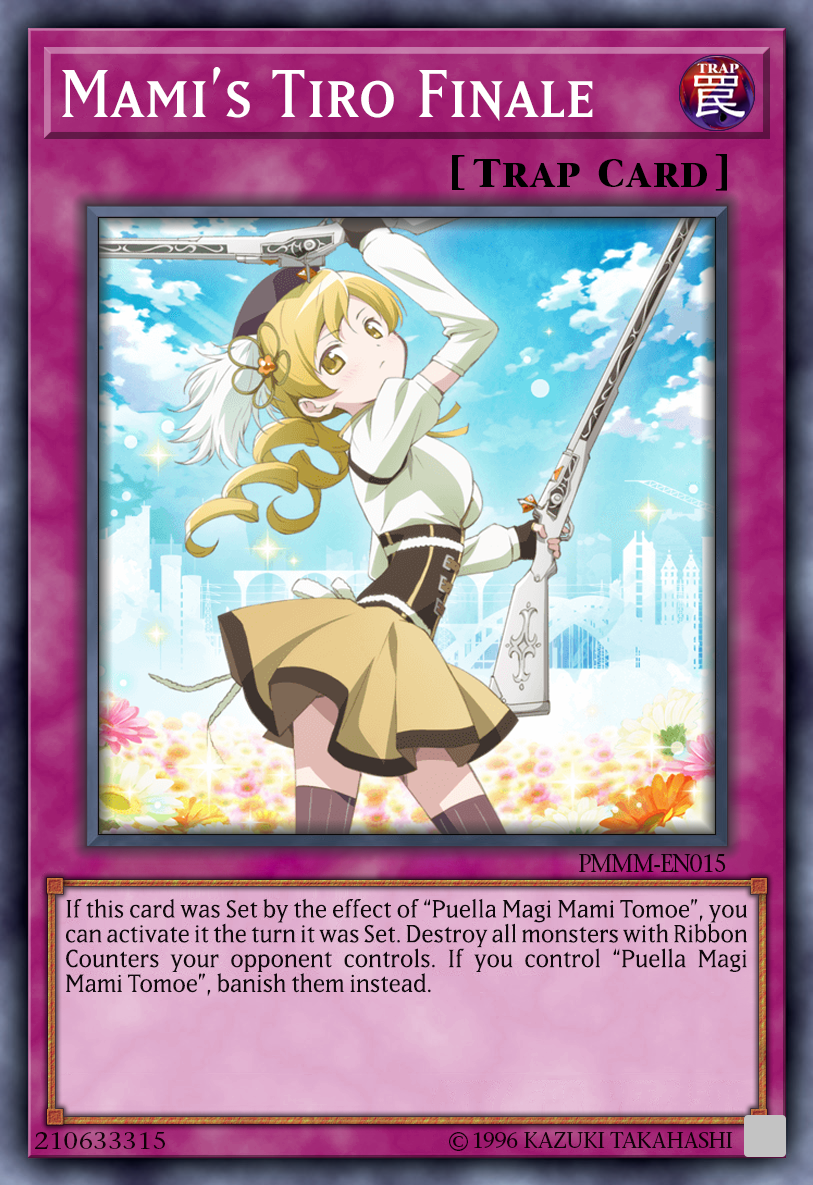 Mami's Tiro Finale
TRAP
罠
[Trap Card]
PMMM-EN015
If this card was Set by the effect of “Puella Magi Mami Tomoe”, you
can activate it the turn it was Set. Destroy all monsters with Ribbon
Counters your opponent controls. If you control “Puella Magi
Mami Tomoe”, banish them instead.
210633315
© 1996 KAZUKI TAKAHASHI